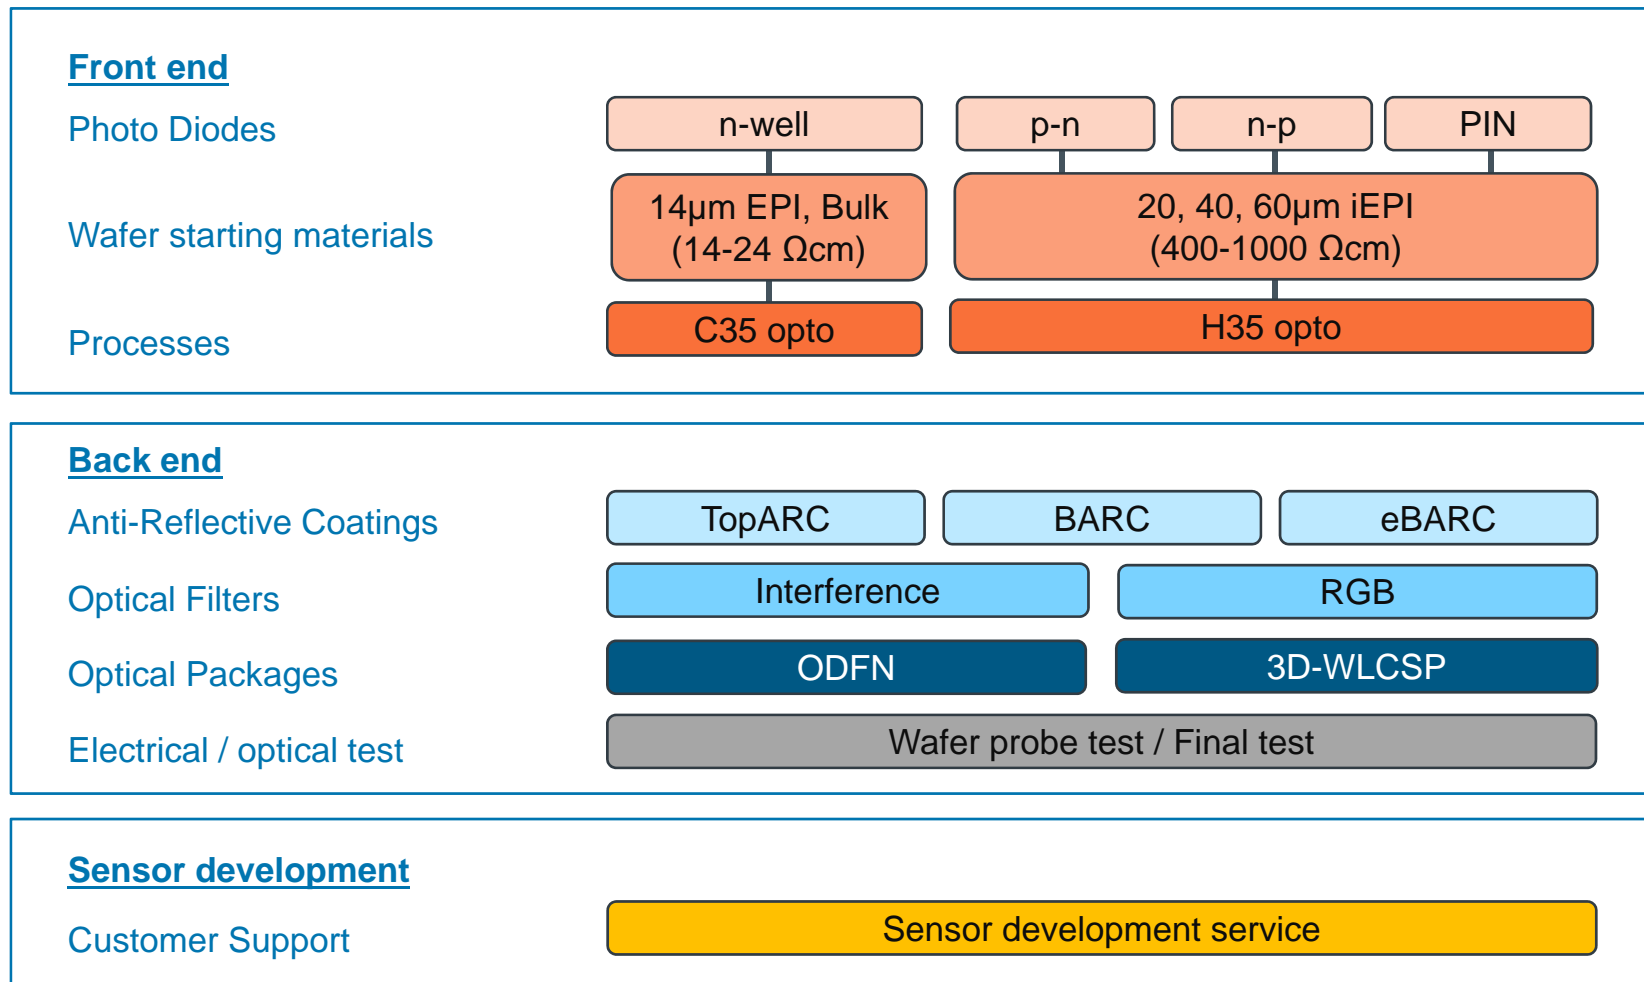 Front end
Photo Diodes
n-well
p-n
n-p
PIN
Wafer starting materials
14µm EPI, Bulk
(14-24 Ωcm)
20, 40, 60µm iEPI
(400-1000 Ωcm)
Processes
C35 opto
H35 opto
Back end
Anti-Reflective Coatings
TopARC
BARC
eBARC
Optical Filters
Interference
RGB
Optical Packages
ODFN
3D-WLCSP
Electrical / optical test
Wafer probe test / Final test
Sensor development
Customer Support
Sensor development service